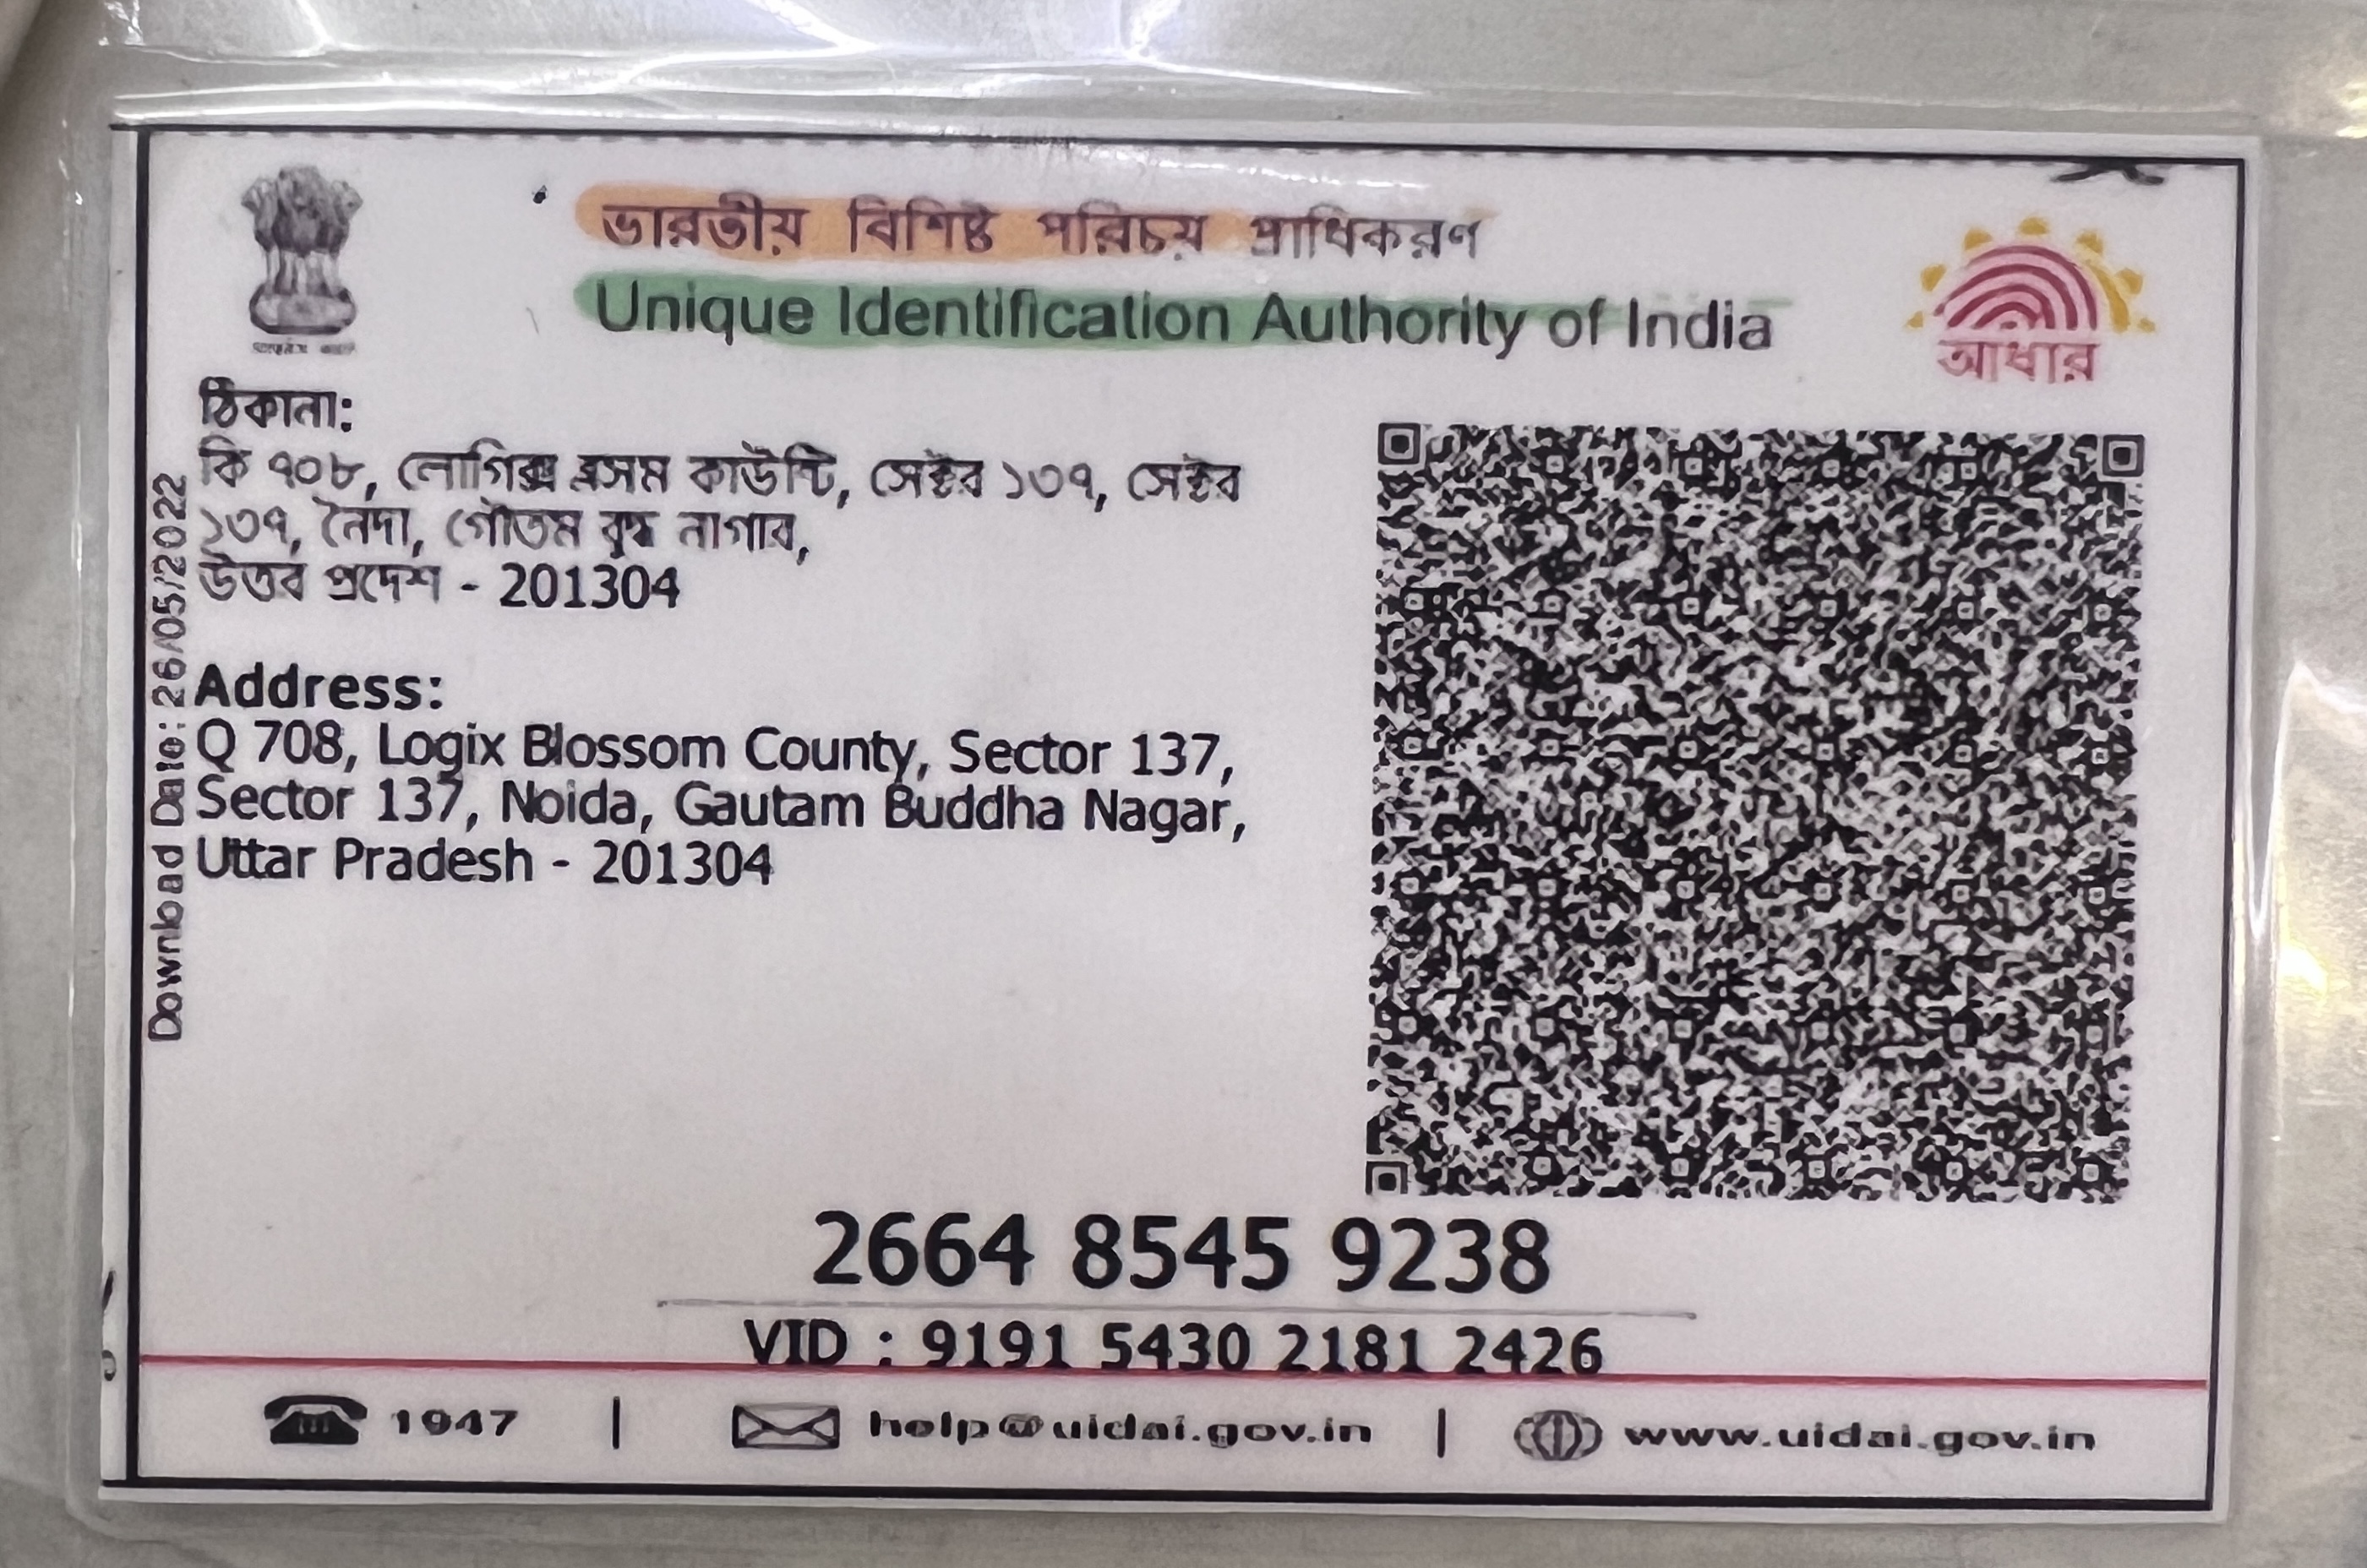 ভারতীয় বিশিষ্ট পরিচয় প্রাধিকরণ
Unique Identification Authority of India
আধার
ঠিকানা:
কি ৭০৮, লোগিক্স ব্লসম কাউন্টি, সেক্টর ১৩৭, সেক্টর
১৩৭, নৈদা, গৌতম বুদ্ধ নাগার,
উত্তর প্রদেশ - 201304
Download Date: 26/05/2022
Address:
Q 708, Logix Blossom County, Sector 137,
Sector 137, Noida, Gautam Buddha Nagar,
Uttar Pradesh - 201304
2664 8545 9238
VID : 9191 5430 2181 2426
1947 | help@uidai.gov.in | www.uidai.gov.in